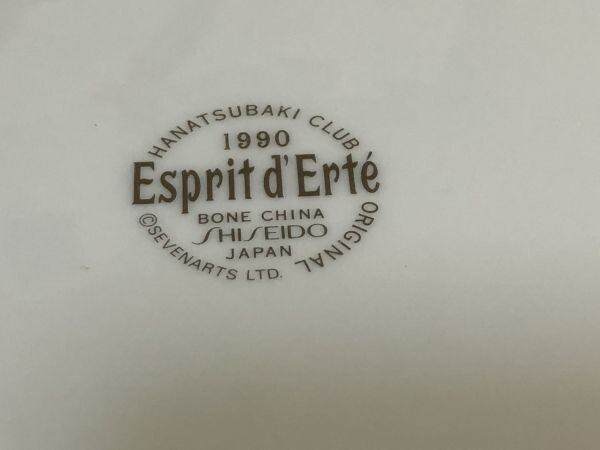 HANATSUBAKI CLUB
1990
Esprit d'Erté
BONE CHINA
SHISEIDO
JAPAN
ORIGINAL
©SEVENARTS LTD.